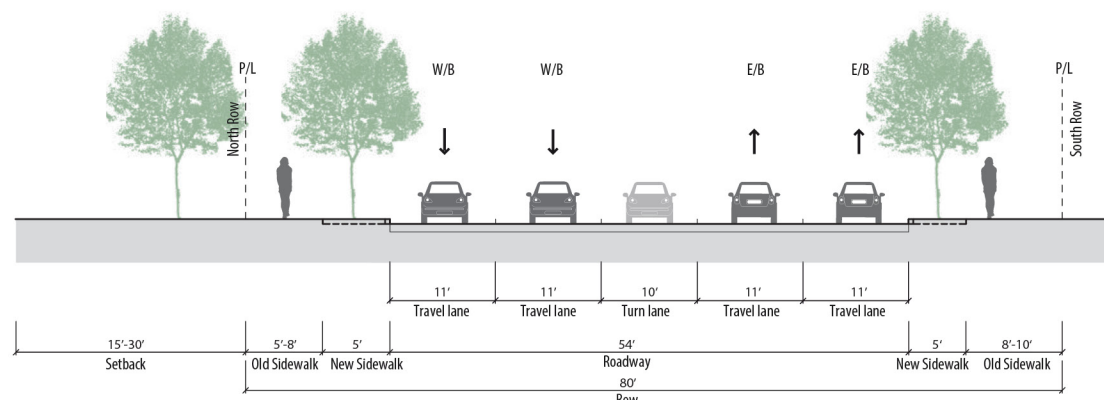 P/L
W/B
W/B
E/B
E/B
P/L
North Row
South Row
11’
11’
10’
11’
11’
Travel lane
Travel lane
Turn lane
Travel lane
Travel lane
15’-30’
5’-8’
5’
54’
5’
8’-10’
Setback
Old Sidewalk
New Sidewalk
Roadway
New Sidewalk
Old Sidewalk
80’
Row